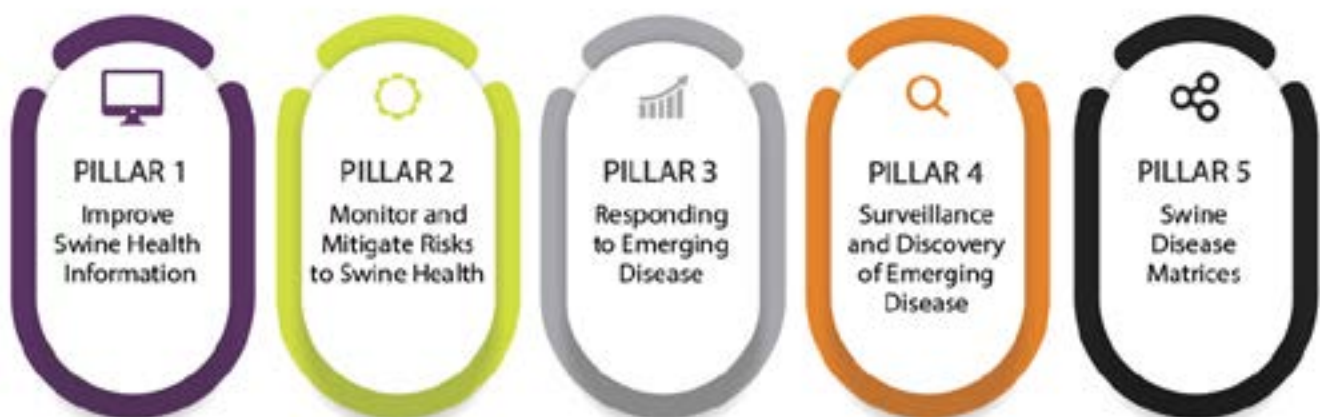 PILLAR 1
Improve
Swine Health
Information
PILLAR 2
Monitor and
Mitigate Risks
to Swine Health
PILLAR 3
Responding
to Emerging
Disease
PILLAR 4
Surveillance
and Discovery
of Emerging
Disease
PILLAR 5
Swine
Disease
Matrices